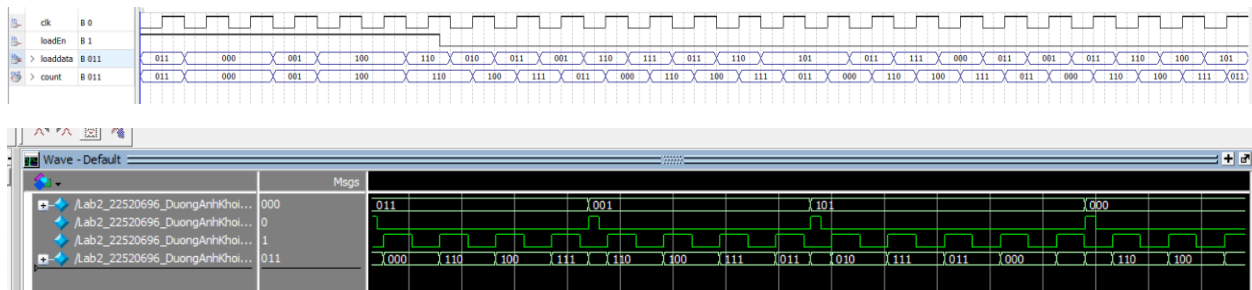 clk B 0
loadEn B 1
> loaddata B 011 011 000 001 100 110 010 011 001 110 111 011 110 101 011 111 000 011 001 011 110 100 101
> count B 011 011 000 001 100 110 100 111 011 000 110 100 111 011 000 110 100 111 011 000 110 100 111 011
Wave - Default
Msgs
/Lab2_22520696_DuongAnhKhoi... 000 011 001 101 000
/Lab2_22520696_DuongAnhKhoi... 0
/Lab2_22520696_DuongAnhKhoi... 1
/Lab2_22520696_DuongAnhKhoi... 011 000 110 100 111 110 100 111 011 010 111 011 000 110 100